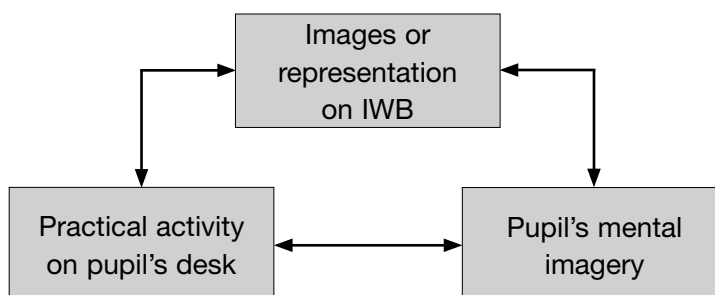 Images or
representation
on IWB
Practical activity
on pupil’s desk
Pupil’s mental
imagery